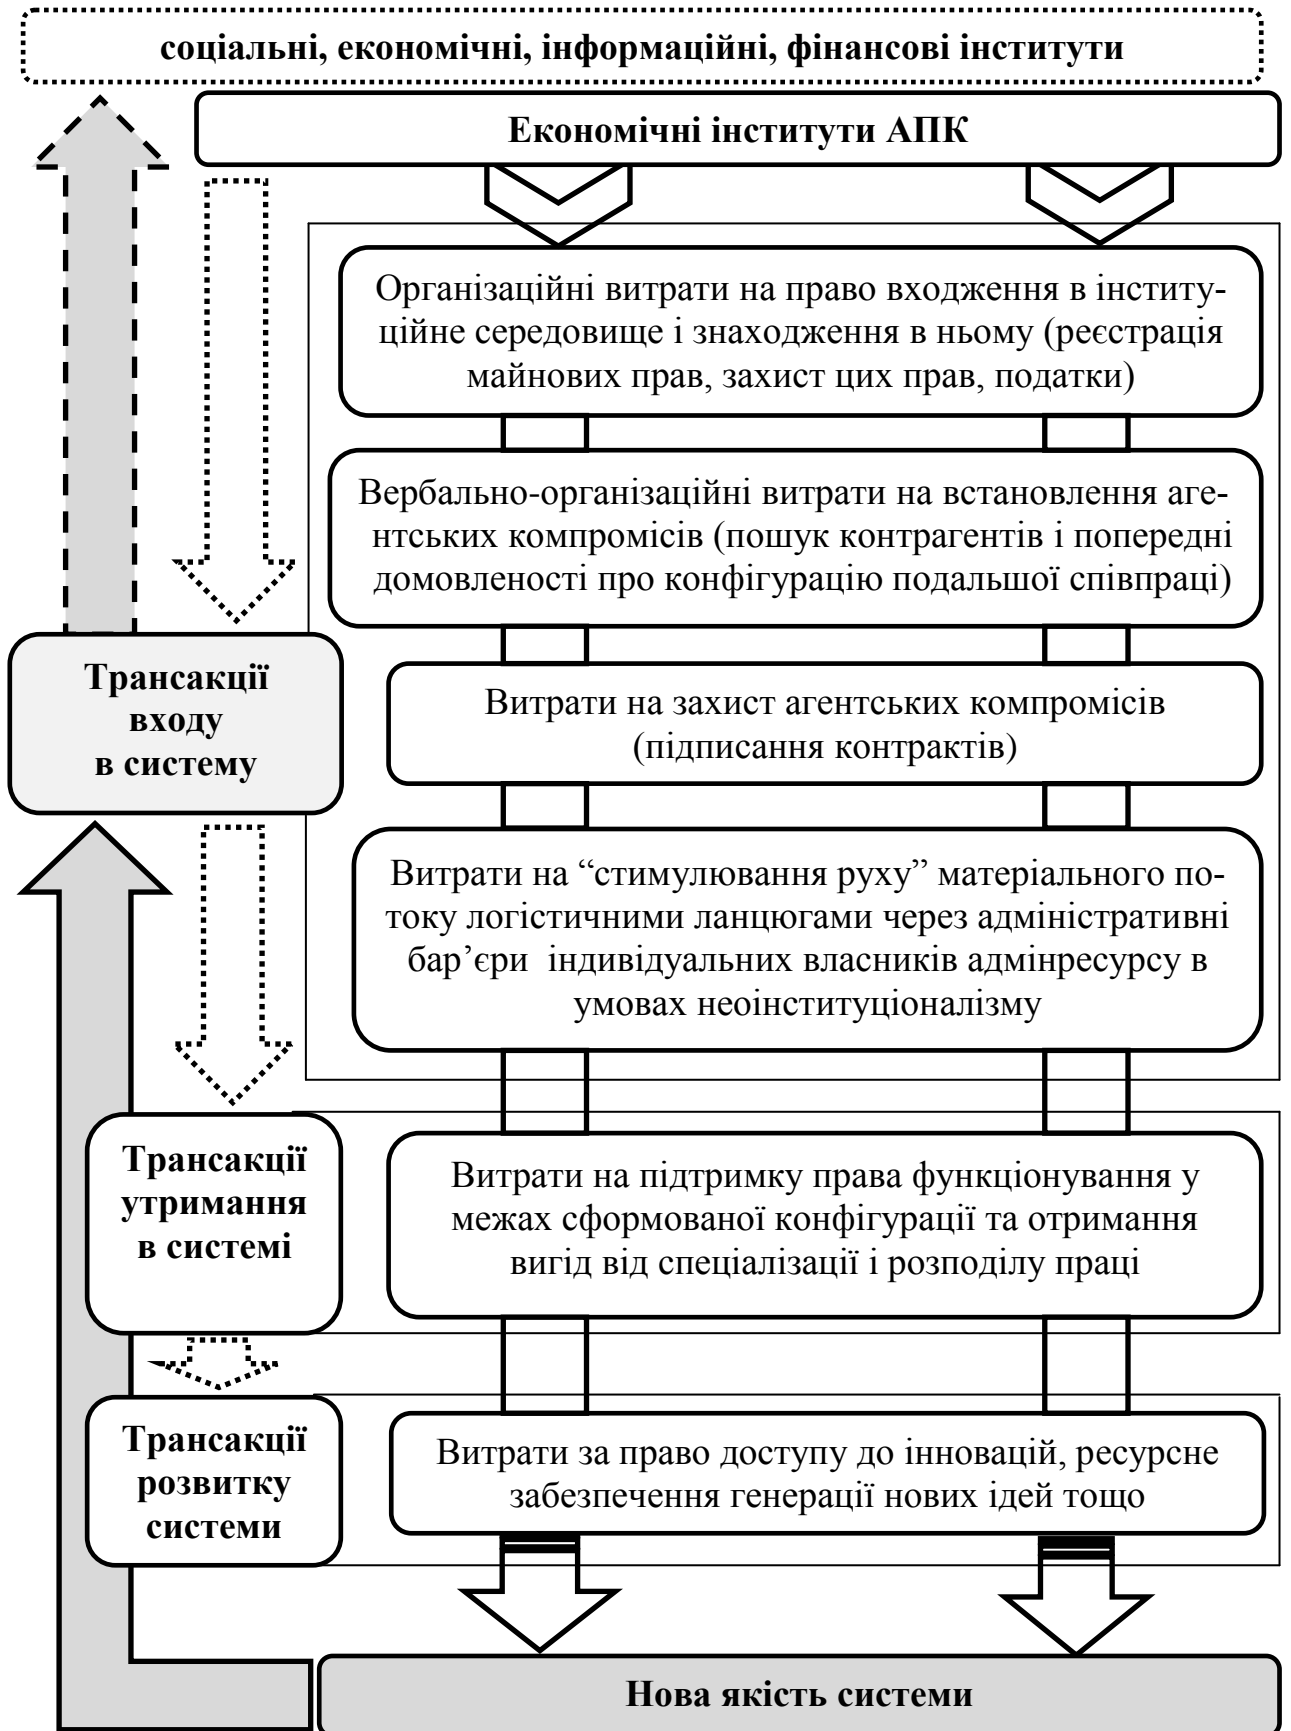 соціальні, економічні, інформаційні, фінансові інститути
Економічні інститути АПК
Організаційні витрати на право входження в інститу-
ційне середовище і знаходження в ньому (реєстрація
майнових прав, захист цих прав, податки)
Вербально-організаційні витрати на встановлення аге-
нтських компромісів (пошук контрагентів і попередні
домовленості про конфігурацію подальшої співпраці)
Трансакції
входу
в систему
Витрати на захист агентських компромісів
(підписання контрактів)
Витрати на “стимулювання руху” матеріального по-
току логістичними ланцюгами через адміністративні
бар’єри індивідуальних власників адмінресурсу в
умовах неоінституціоналізму
Трансакції
утримання
в системі
Витрати на підтримку права функціонування у
межах сформованої конфігурації та отримання
вигід від спеціалізації і розподілу праці
Трансакції
розвитку
системи
Витрати за право доступу до інновацій, ресурсне
забезпечення генерації нових ідей тощо
Нова якість системи